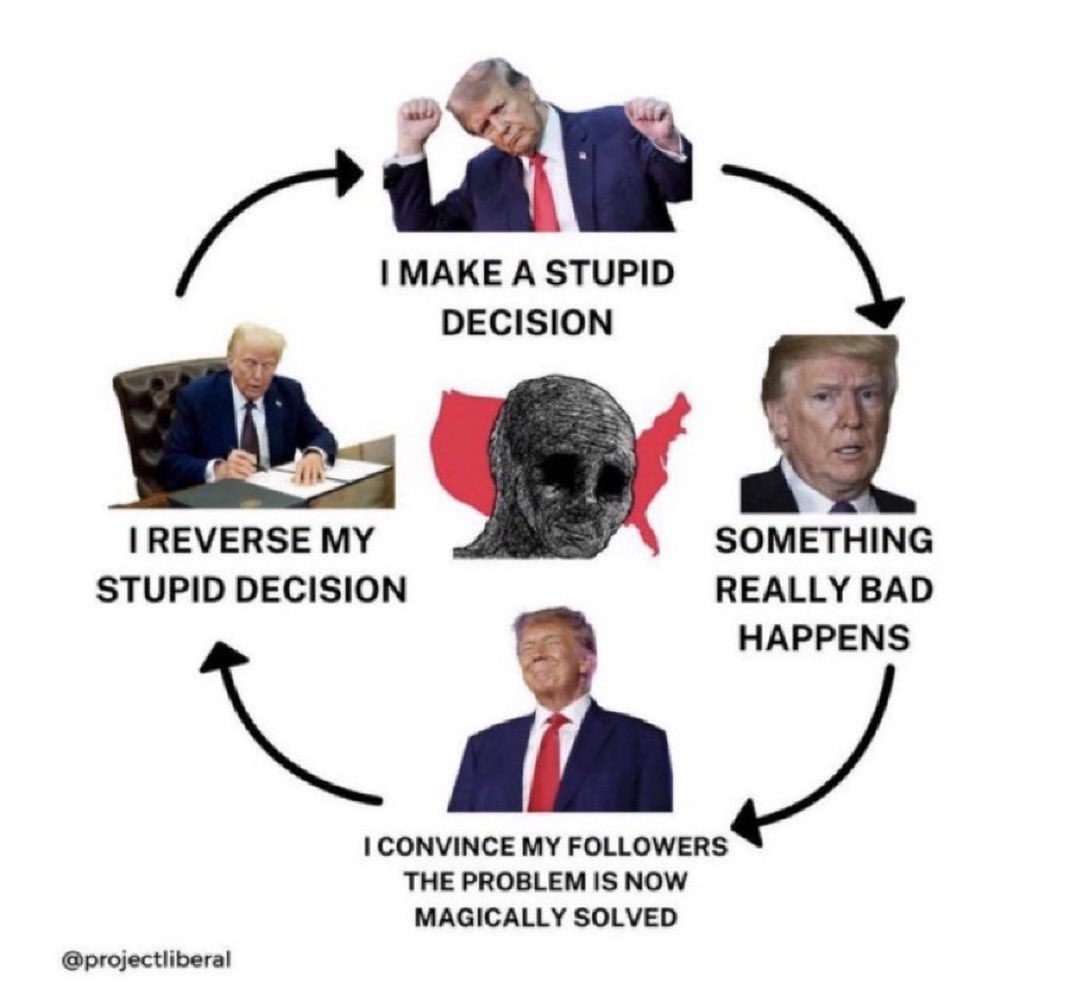 I MAKE A STUPID
DECISION
SOMETHING
REALLY BAD
HAPPENS
I CONVINCE MY FOLLOWERS
THE PROBLEM IS NOW
MAGICALLY SOLVED
I REVERSE MY
STUPID DECISION
@projectliberal